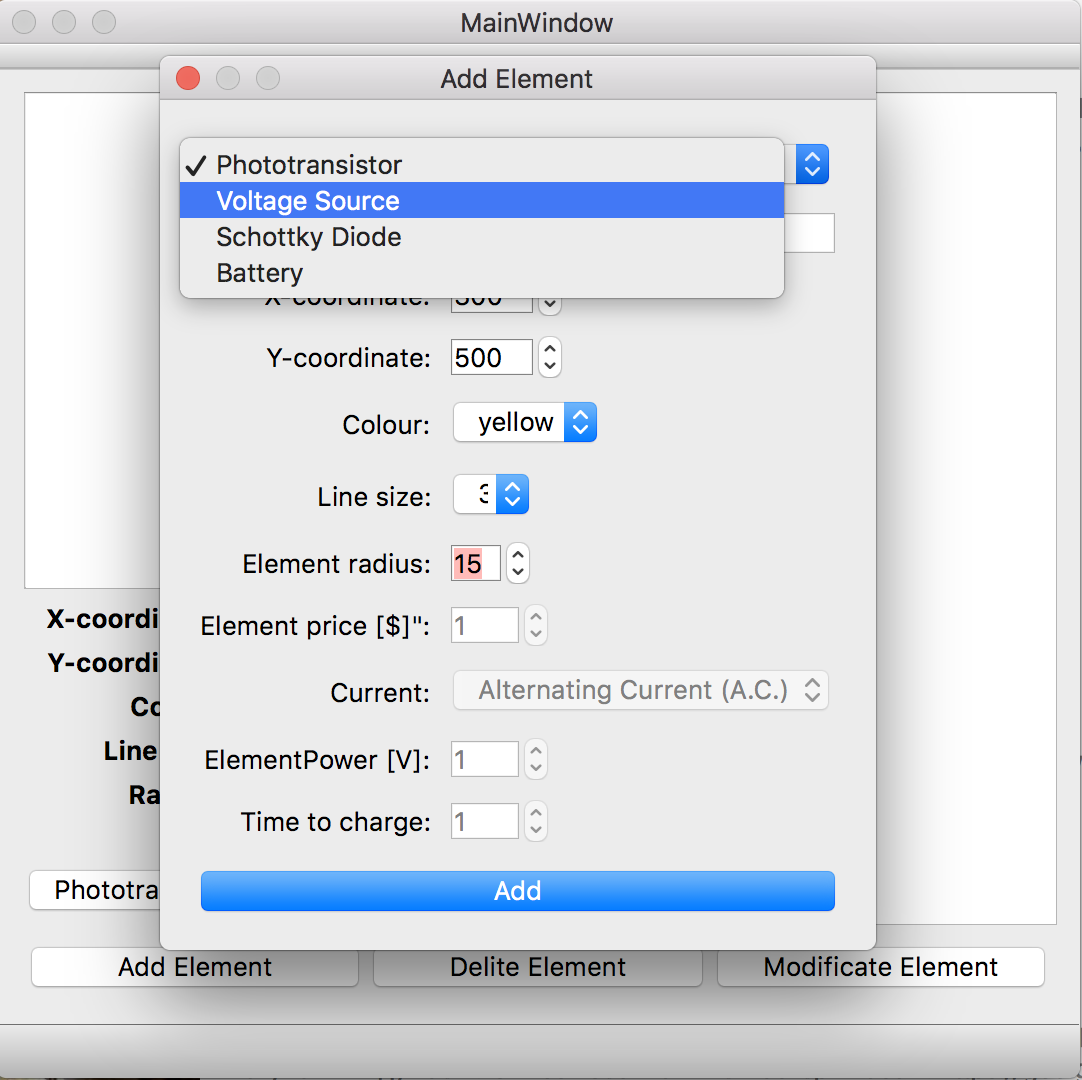 MainWindow
Add Element
✓ Phototransistor
Voltage Source
Schottky Diode
Battery
X-coordinate: 500
Y-coordinate: 500
Colour: yellow
Line size: 3
Element radius: 15
Element price [$]": 1
Current: Alternating Current (A.C.)
ElementPower [V]: 1
Time to charge: 1
Add
X-coordi
Y-coordi
Co
Line
Ra
Phototra
Add Element
Delite Element
Modificate Element